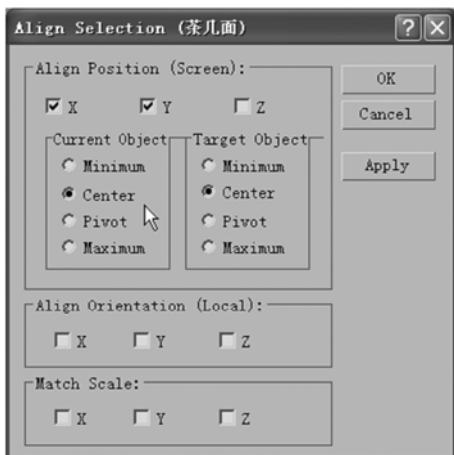 Align Selection (茶几面)
Align Position (Screen):
X Y Z
Current Object Target Object
Minimum Minimum
Center Center
Pivot Pivot
Maximum Maximum
OK
Cancel
Apply
Align Orientation (Local):
X Y Z
Match Scale:
X Y Z